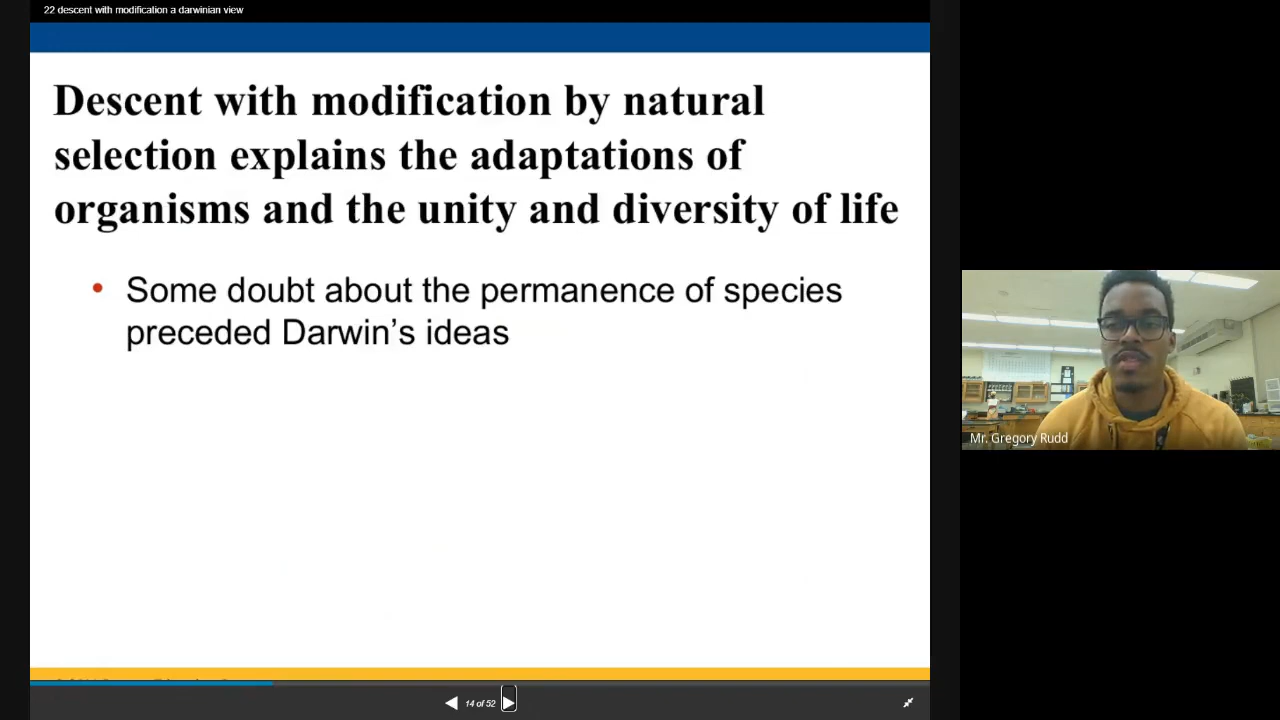 22 descent with modification a darwinian view
Descent with modification by natural
selection explains the adaptations of
organisms and the unity and diversity of life
• Some doubt about the permanence of species
preceded Darwin's ideas
Mr. Gregory Rudd
14 of 52